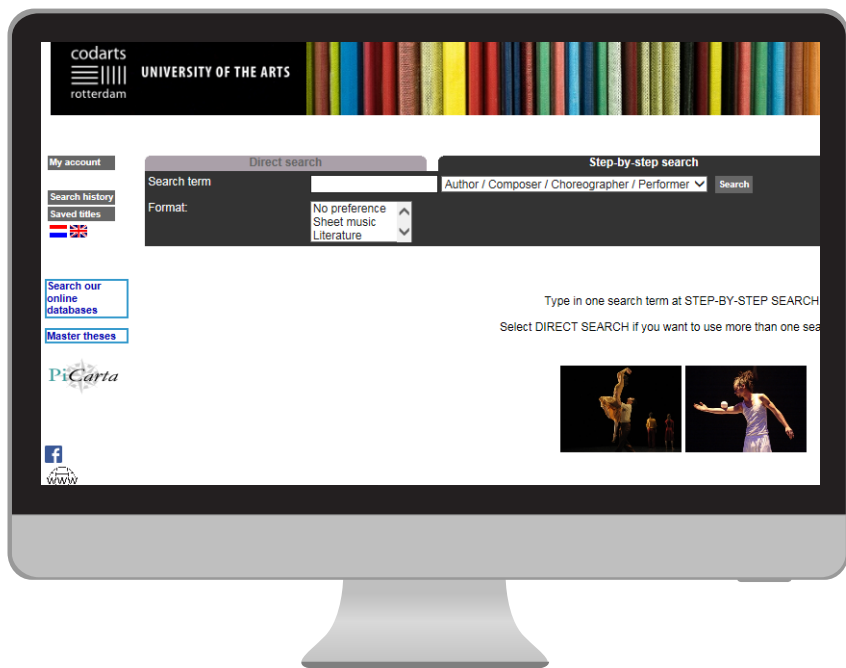 codarts
rotterdam
UNIVERSITY OF THE ARTS
My account
Search history
Saved titles
Search our
online
databases
Master theses
PiCarta
www
Direct search
Step-by-step search
Search term
Author / Composer / Choreographer / Performer
Search
Format:
No preference
Sheet music
Literature
Type in one search term at STEP-BY-STEP SEARCH
Select DIRECT SEARCH if you want to use more than one sea